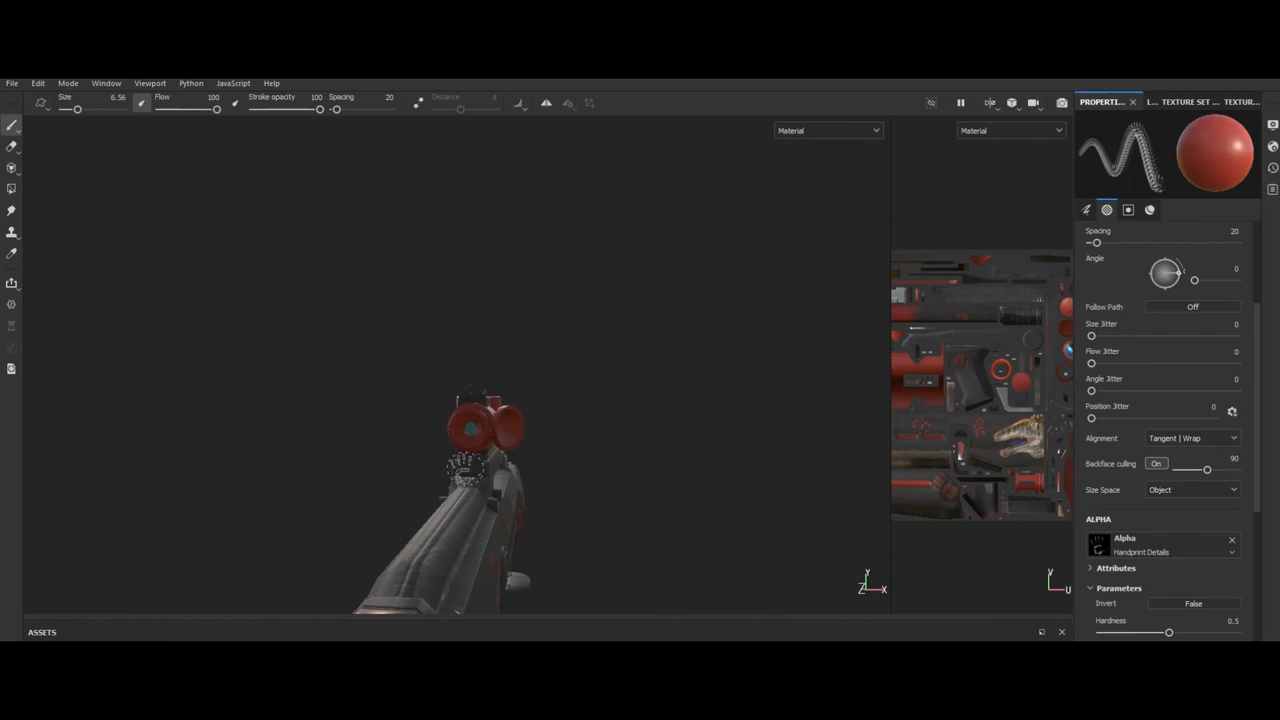 File Edit Mode Window Viewport Python JavaScript Help
Size 6.56 Flow 100 Stroke opacity 100 Spacing 20 Distance 8
PROPERTI... L... TEXTURE SET ... TEXTUR...
Material
Material
Spacing 20
Angle 0
Follow Path Off
Size Jitter 0
Flow Jitter 0
Angle Jitter 0
Position Jitter 0
Alignment Tangent | Wrap
Backface culling On 90
Size Space Object
ALPHA
Alpha
Handprint Details
Attributes
Parameters
Invert False
Hardness 0.5
Y
Z X
V
U
ASSETS